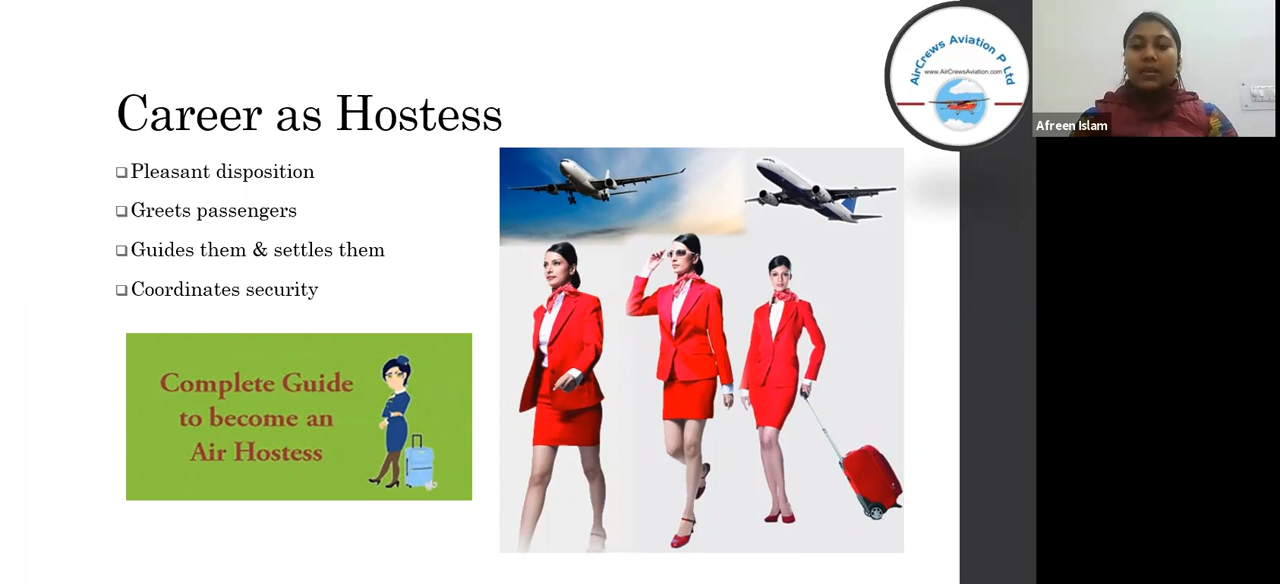 Career as Hostess
Pleasant disposition
Greets passengers
Guides them & settles them
Coordinates security
Complete Guide
to become an
Air Hostess
AirCrews Aviation P Ltd
www.AirCrewsAviation.com
Afreen Islam